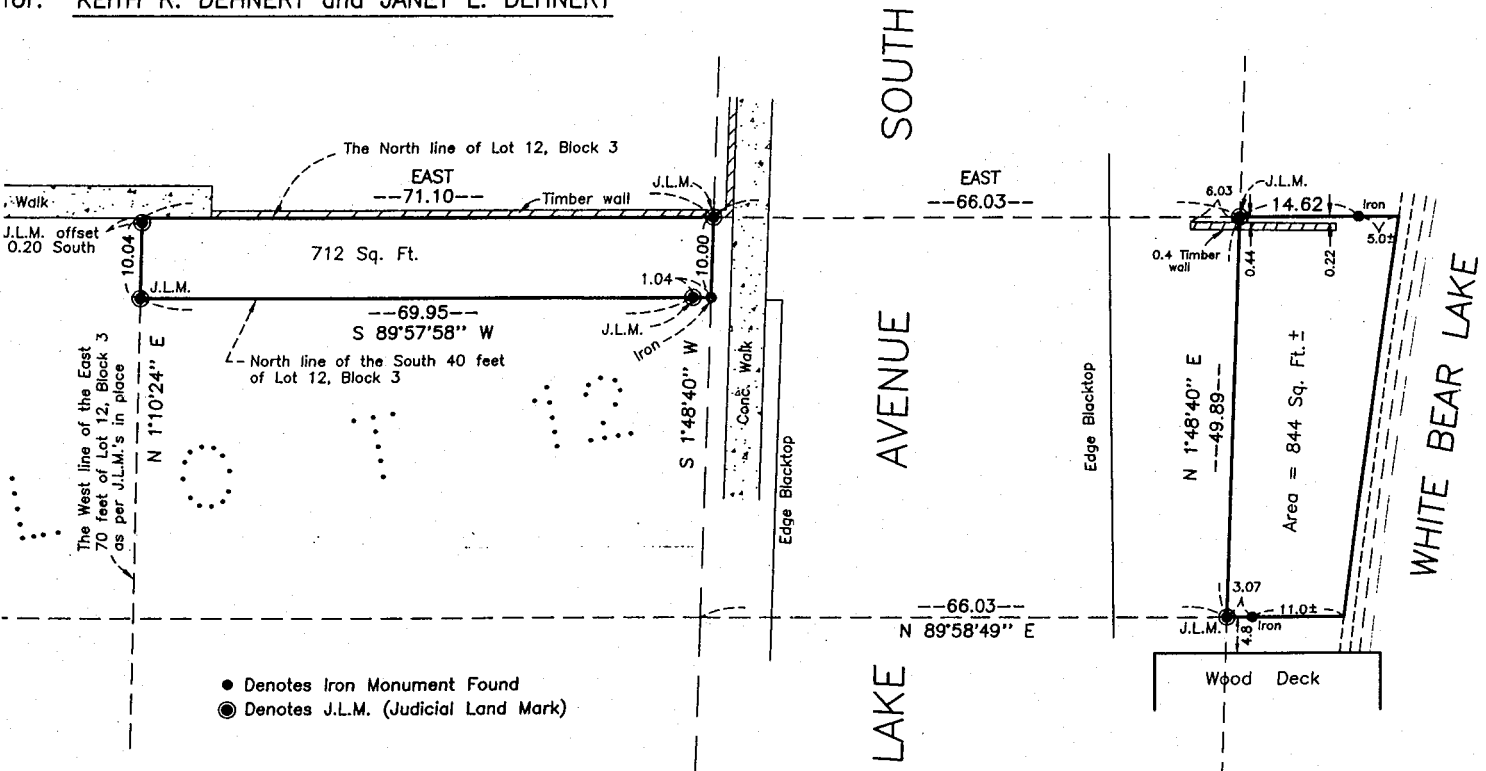 for: KEITH R. DEHNERT and JANET L. DEHNERT
SOUTH
The North line of Lot 12, Block 3
EAST
--71.10--
Timber wall
J.L.M.
EAST
--66.03--
6.03
J.L.M.
14.62
Iron
5.0±
Walk
J.L.M. offset
0.20 South
10.04
712 Sq. Ft.
10.00
0.4 Timber
wall
0.44
0.22
J.L.M.
1.04
--69.95--
S 89°57'58" W
J.L.M.
Iron
North line of the South 40 feet
of Lot 12, Block 3
The West line of the East
70 feet of Lot 12, Block 3
as per J.L.M.'s in place
N 1°10'24" E
LOT 12
S 1°48'40" W
Conc. Walk
Edge Blacktop
AVENUE
Edge Blacktop
N 1°48'40" E
--49.89--
Area = 844 Sq. Ft.±
WHITE BEAR LAKE
--66.03--
N 89°58'49" E
3.07
11.0±
J.L.M.
Iron
4.8
Wood Deck
LAKE
Denotes Iron Monument Found
Denotes J.L.M. (Judicial Land Mark)